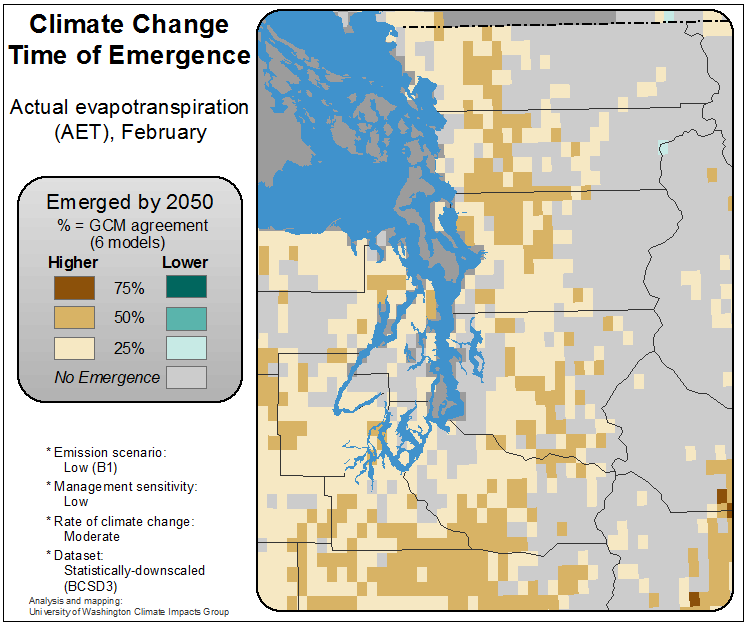 Climate Change
Time of Emergence
Actual evapotranspiration
(AET), February
Emerged by 2050
% = GCM agreement
(6 models)
Higher Lower
75%
50%
25%
No Emergence
* Emission scenario:
Low (B1)
* Management sensitivity:
Low
* Rate of climate change:
Moderate
* Dataset:
Statistically-downscaled
(BCSD3)
Analysis and mapping:
University of Washington Climate Impacts Group